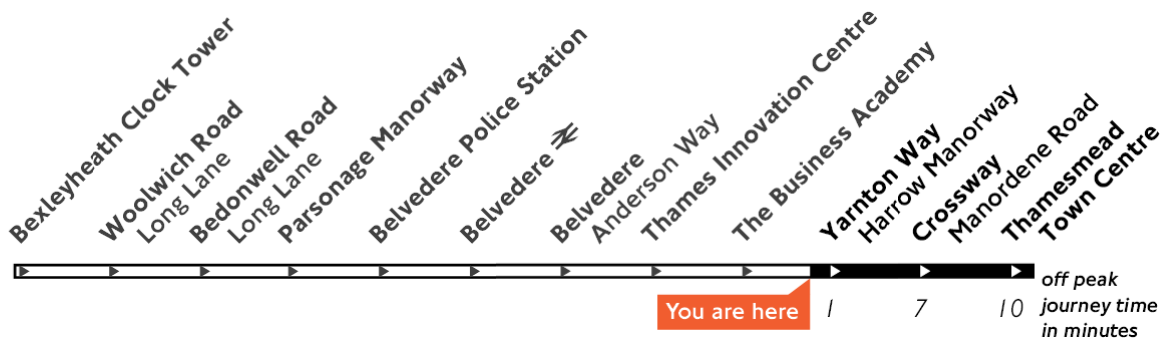 Bexleyheath Clock Tower
Woolwich Road
Long Lane
Bedonwell Road
Long Lane
Parsonage Manorway
Belvedere Police Station
Belvedere
Belvedere
Anderson Way
Thames Innovation Centre
The Business Academy
Yarnton Way
Harrow Manorway
Crossway
Manordene Road
Thamesmead
Town Centre
You are here
1
7
10
off peak
journey time
in minutes